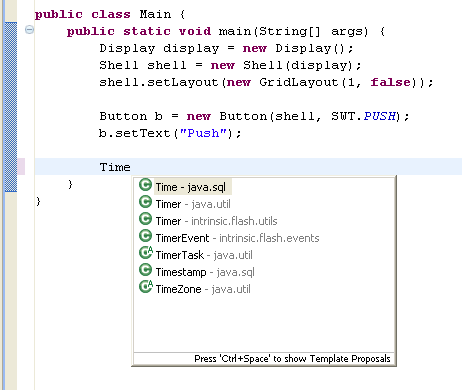 public class Main {
public static void main(String[] args) {
Display display = new Display();
Shell shell = new Shell(display);
shell.setLayout(new GridLayout(1, false));
Button b = new Button(shell, SWT.PUSH);
b.setText("Push");
Time
Time - java.sql
Timer - java.util
Timer - intrinsic.flash.utils
TimerEvent - intrinsic.flash.events
TimerTask - java.util
Timestamp - java.sql
TimeZone - java.util
}
}
Press 'Ctrl+Space' to show Template Proposals